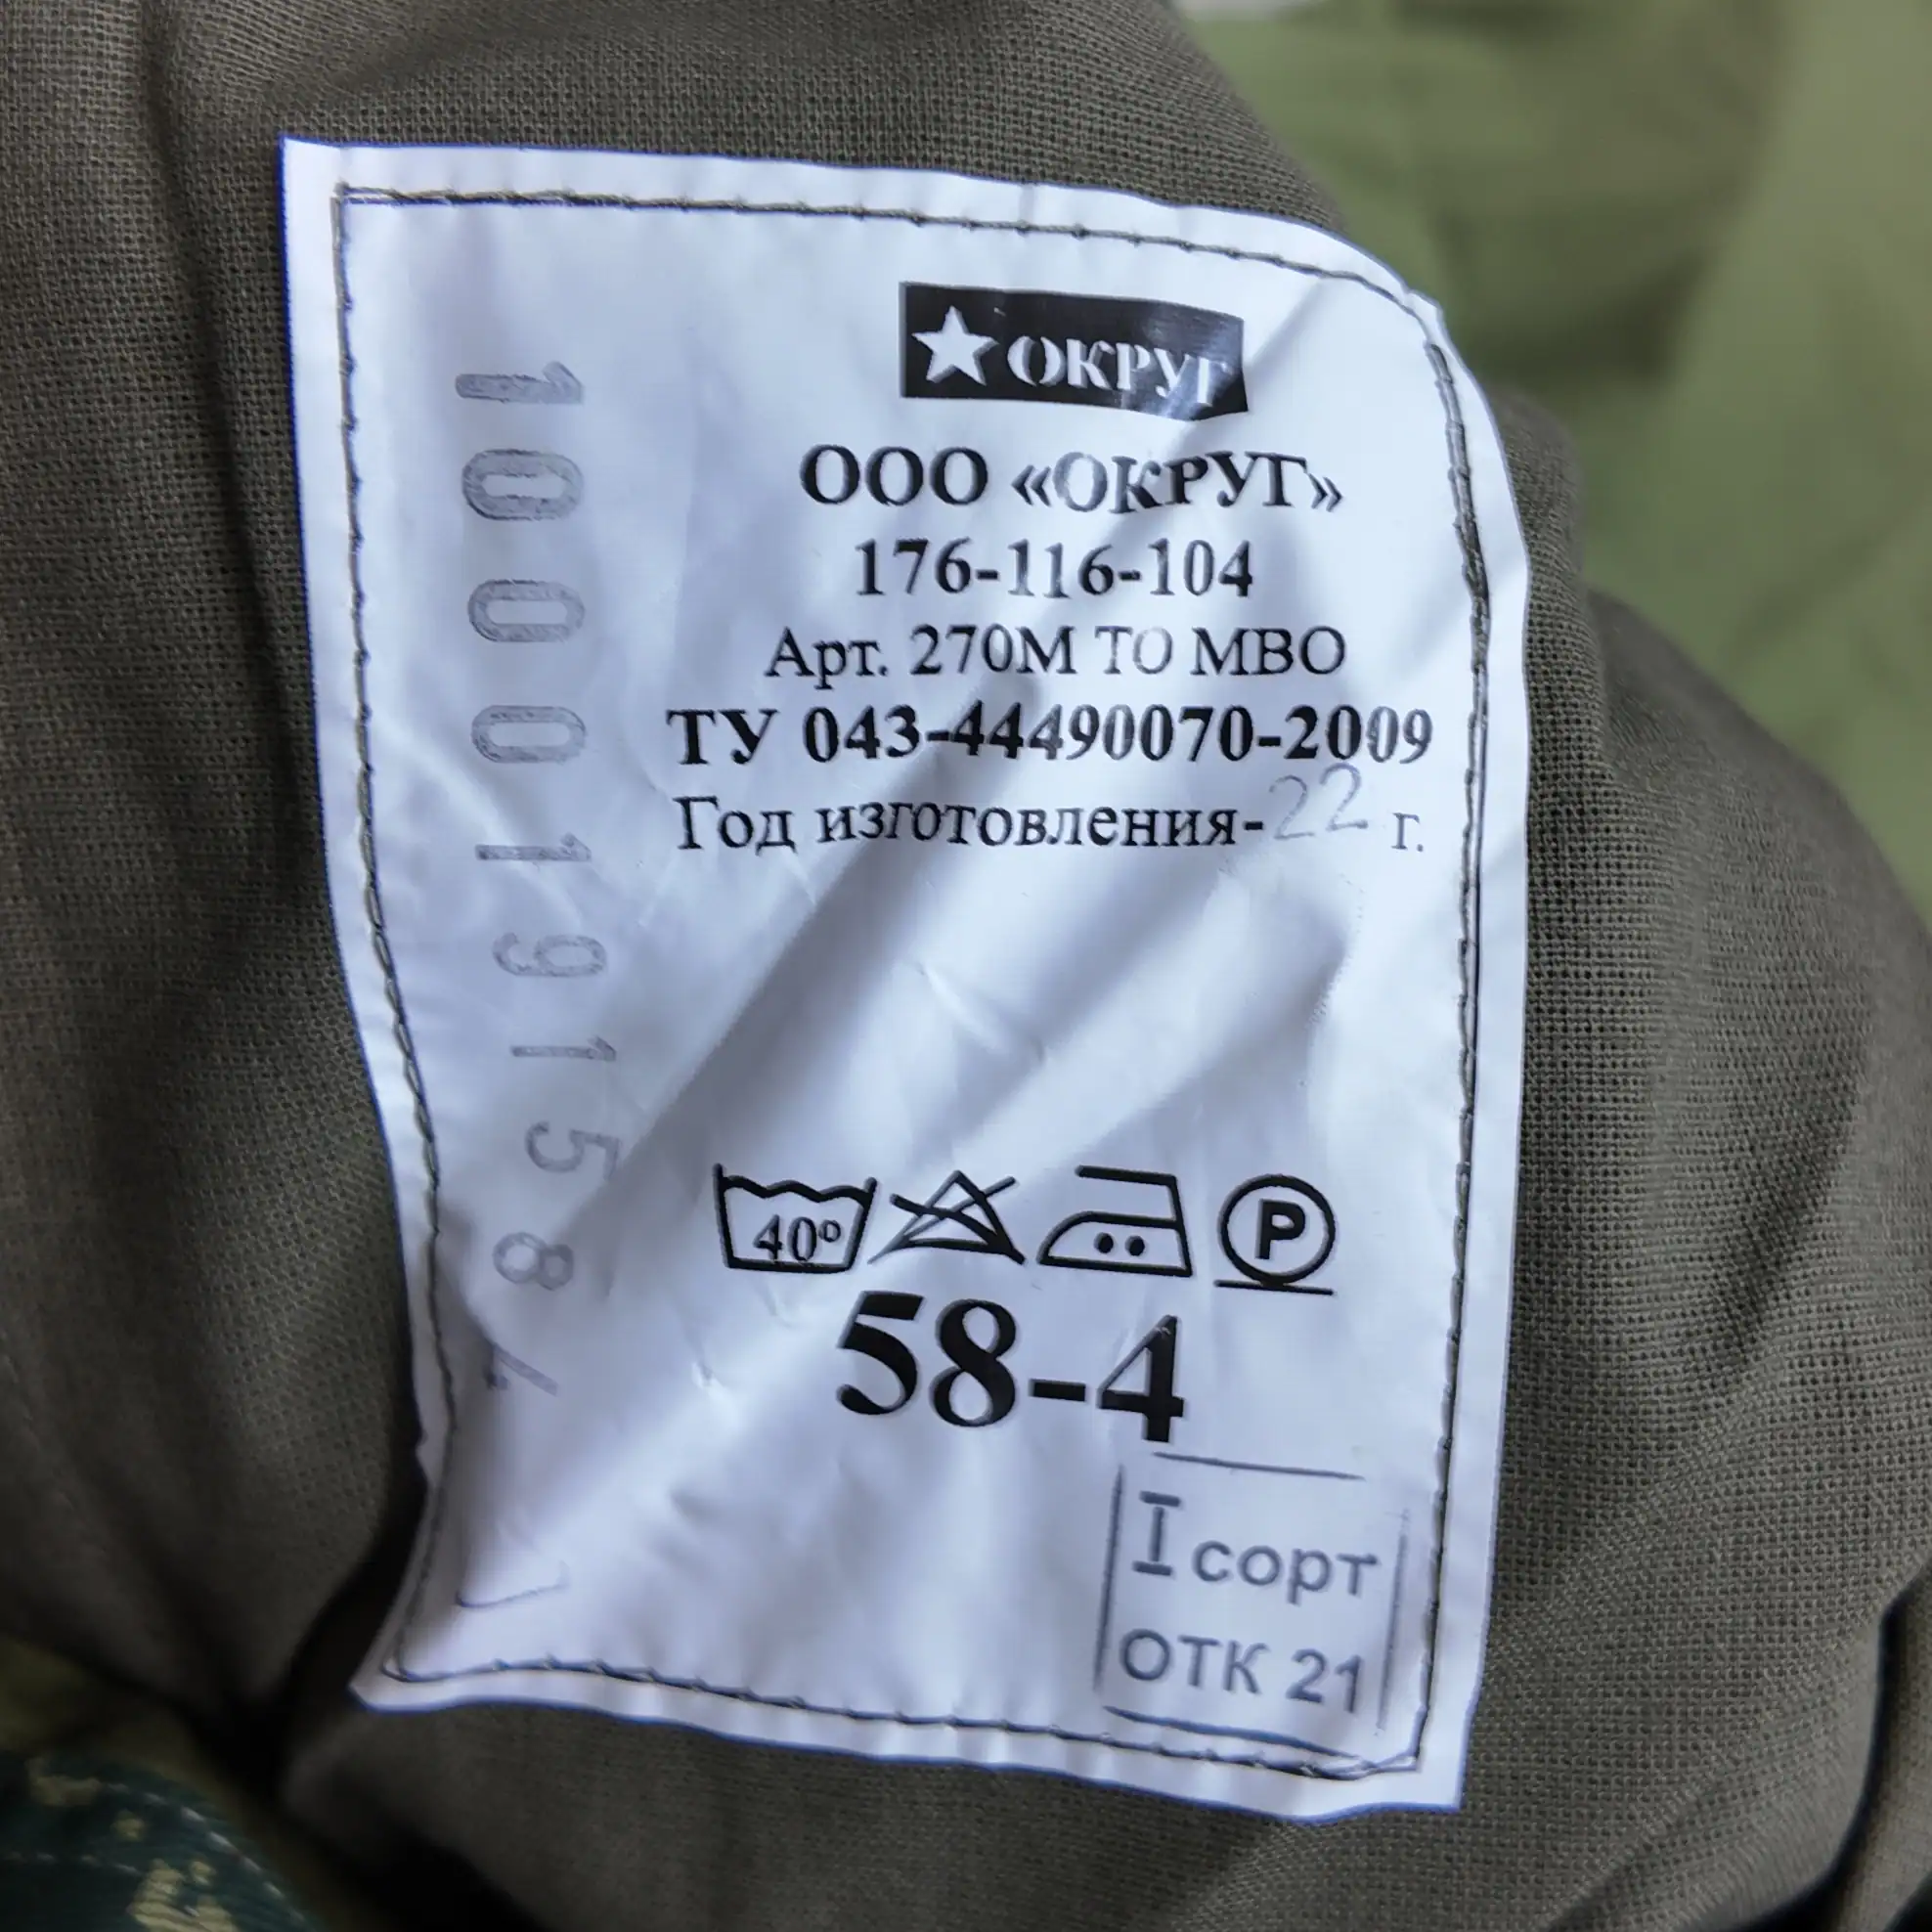 ★ОКРУГ
ООО «ОКРУГ»
176-116-104
Арт. 270М ТО МВО
ТУ 043-44490070-2009
Год изготовления-22 г.
40°
P
58-4
I сорт
ОТК 21
100019158